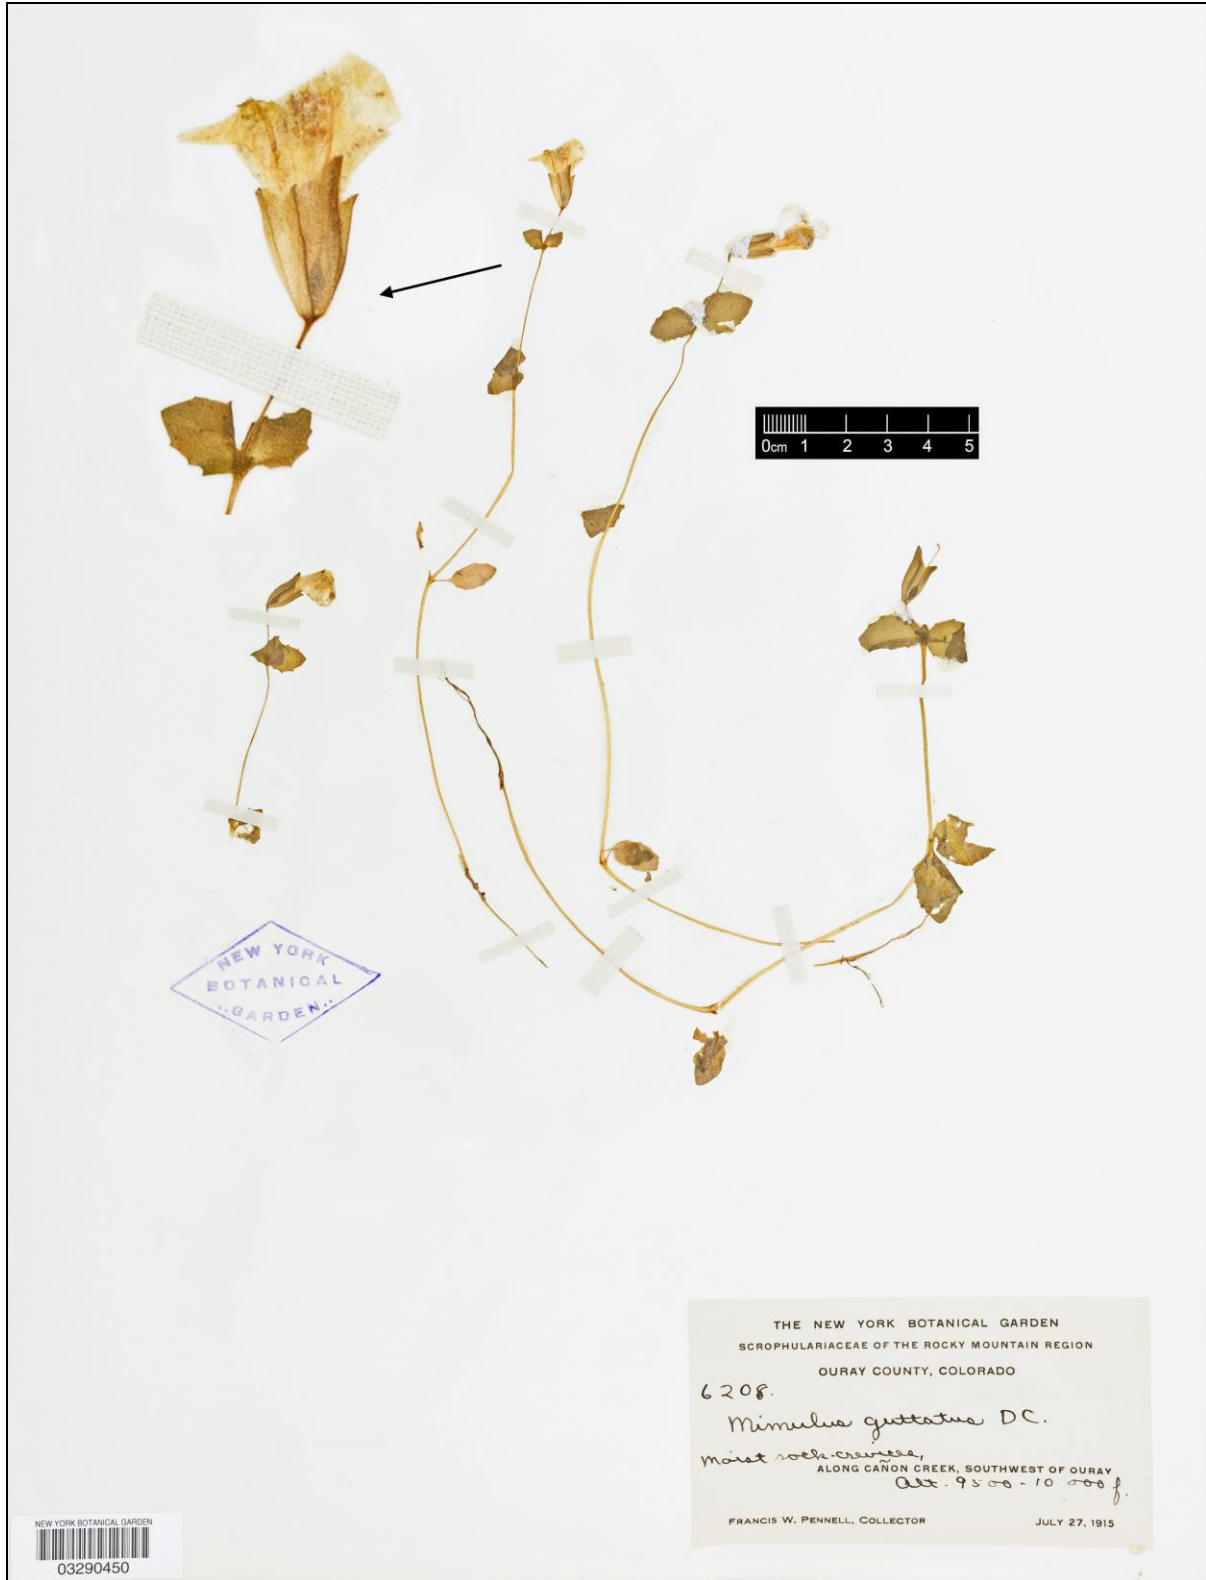 0cm 1 2 3 4 5
NEW YORK
BOTANICAL
..GARDEN..
THE NEW YORK BOTANICAL GARDEN
SCROPHULARIACEAE OF THE ROCKY MOUNTAIN REGION
OURAY COUNTY, COLORADO
6208.
Mimulus guttatus DC.
Moist rock-crevices,
ALONG CAÑON CREEK, SOUTHWEST OF OURAY
Alt. 9500-10 000 f.
FRANCIS W. PENNELL, COLLECTOR JULY 27, 1915
NEW YORK BOTANICAL GARDEN
03290450